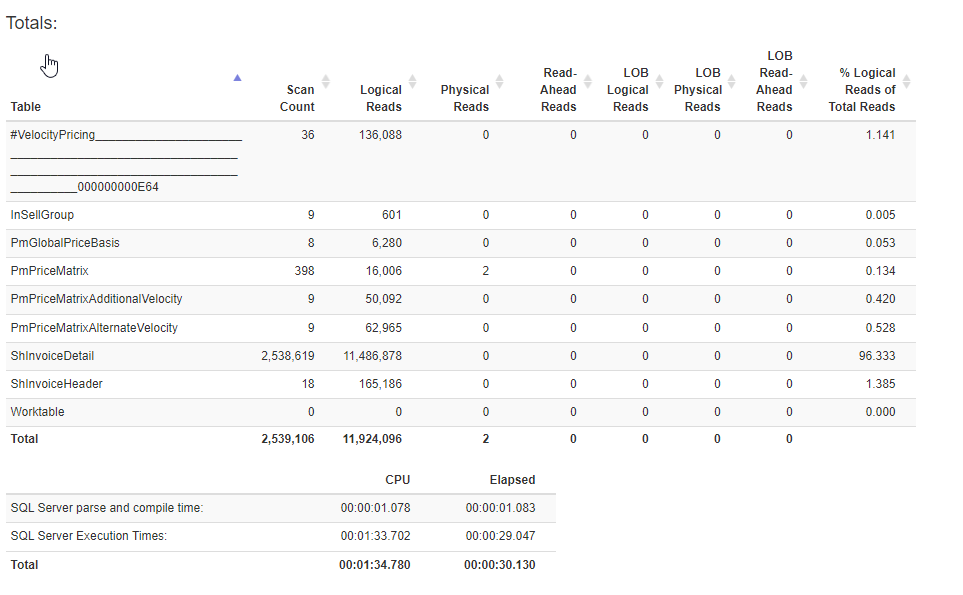 Totals:
Table Scan Count Logical Reads Physical Reads Read-Ahead Reads LOB Logical Reads LOB Physical Reads LOB Read-Ahead Reads % Logical Reads of Total Reads
#VelocityPricing______________________
__________________________________
__________________________________
__________000000000E64 36 136,088 0 0 0 0 0 1.141
InSellGroup 9 601 0 0 0 0 0 0.005
PmGlobalPriceBasis 8 6,280 0 0 0 0 0 0.053
PmPriceMatrix 398 16,006 2 0 0 0 0 0.134
PmPriceMatrixAdditionalVelocity 9 50,092 0 0 0 0 0 0.420
PmPriceMatrixAlternateVelocity 9 62,965 0 0 0 0 0 0.528
ShInvoiceDetail 2,538,619 11,486,878 0 0 0 0 0 96.333
ShInvoiceHeader 18 165,186 0 0 0 0 0 1.385
Worktable 0 0 0 0 0 0 0 0.000
Total 2,539,106 11,924,096 2 0 0 0 0
CPU Elapsed
SQL Server parse and compile time: 00:00:01.078 00:00:01.083
SQL Server Execution Times: 00:01:33.702 00:00:29.047
Total 00:01:34.780 00:00:30.130